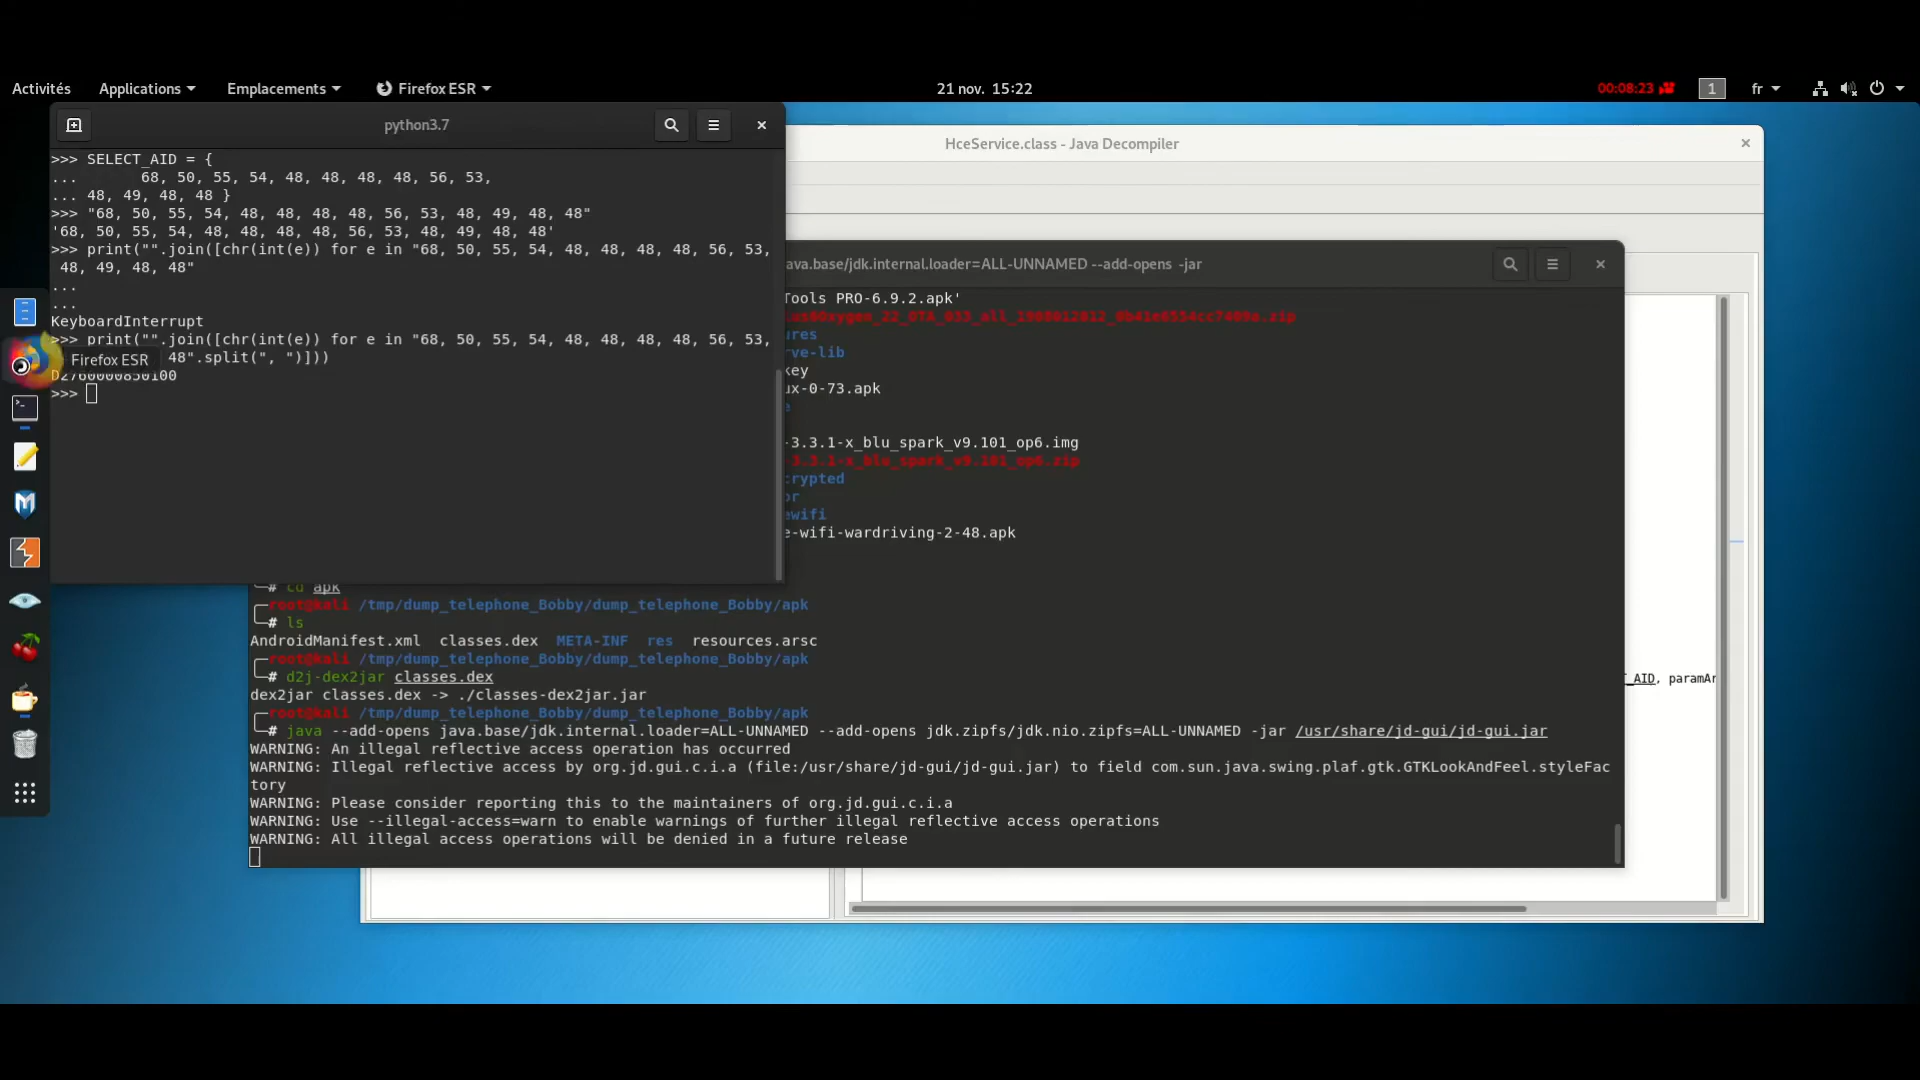 Activités Applications Emplacements Firefox ESR 21 nov. 15:22 00:08:23 1 fr
python3.7
>>> SELECT_AID = {
...      68, 50, 55, 54, 48, 48, 48, 48, 56, 53,
... 48, 49, 48, 48 }
>>> "68, 50, 55, 54, 48, 48, 48, 48, 56, 53, 48, 49, 48, 48"
'68, 50, 55, 54, 48, 48, 48, 48, 56, 53, 48, 49, 48, 48'
>>> print("".join([chr(int(e)) for e in "68, 50, 55, 54, 48, 48, 48, 48, 56, 53,
 48, 49, 48, 48"
...
...
KeyboardInterrupt
>>> print("".join([chr(int(e)) for e in "68, 50, 55, 54, 48, 48, 48, 48, 56, 53,
48".split(", ")]))
D2760000850100
>>>
Firefox ESR
HceService.class - Java Decompiler
ava.base/jdk.internal.loader=ALL-UNNAMED --add-opens -jar
Tools PRO-6.9.2.apk'
ures
rve-lib
key
ux-0-73.apk
e
-3.3.1-x_blu_spark_v9.101_op6.img
-3.3.1-x_blu_spark_v9.101_op6.zip
crypted
or
ewifi
e-wifi-wardriving-2-48.apk
# cd apk
root@kali /tmp/dump_telephone_Bobby/dump_telephone_Bobby/apk
# ls
AndroidManifest.xml classes.dex META-INF res resources.arsc
root@kali /tmp/dump_telephone_Bobby/dump_telephone_Bobby/apk
# d2j-dex2jar classes.dex
dex2jar classes.dex -> ./classes-dex2jar.jar
root@kali /tmp/dump_telephone_Bobby/dump_telephone_Bobby/apk
# java --add-opens java.base/jdk.internal.loader=ALL-UNNAMED --add-opens jdk.zipfs/jdk.nio.zipfs=ALL-UNNAMED -jar /usr/share/jd-gui/jd-gui.jar
WARNING: An illegal reflective access operation has occurred
WARNING: Illegal reflective access by org.jd.gui.c.i.a (file:/usr/share/jd-gui/jd-gui.jar) to field com.sun.java.swing.plaf.gtk.GTKLookAndFeel.styleFac
tory
WARNING: Please consider reporting this to the maintainers of org.jd.gui.c.i.a
WARNING: Use --illegal-access=warn to enable warnings of further illegal reflective access operations
WARNING: All illegal access operations will be denied in a future release
T_AID, paramAr